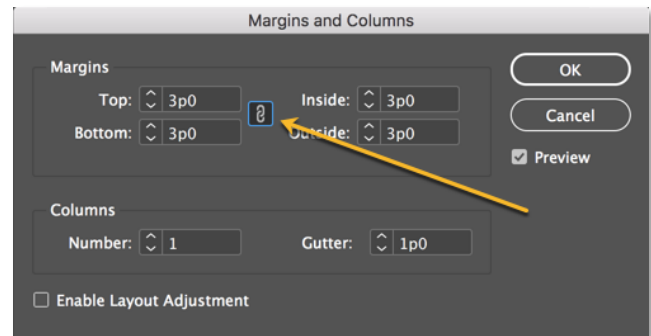 Margins and Columns
Margins
Top: 3p0
Inside: 3p0
Bottom: 3p0
Outside: 3p0
OK
Cancel
Preview
Columns
Number: 1
Gutter: 1p0
Enable Layout Adjustment